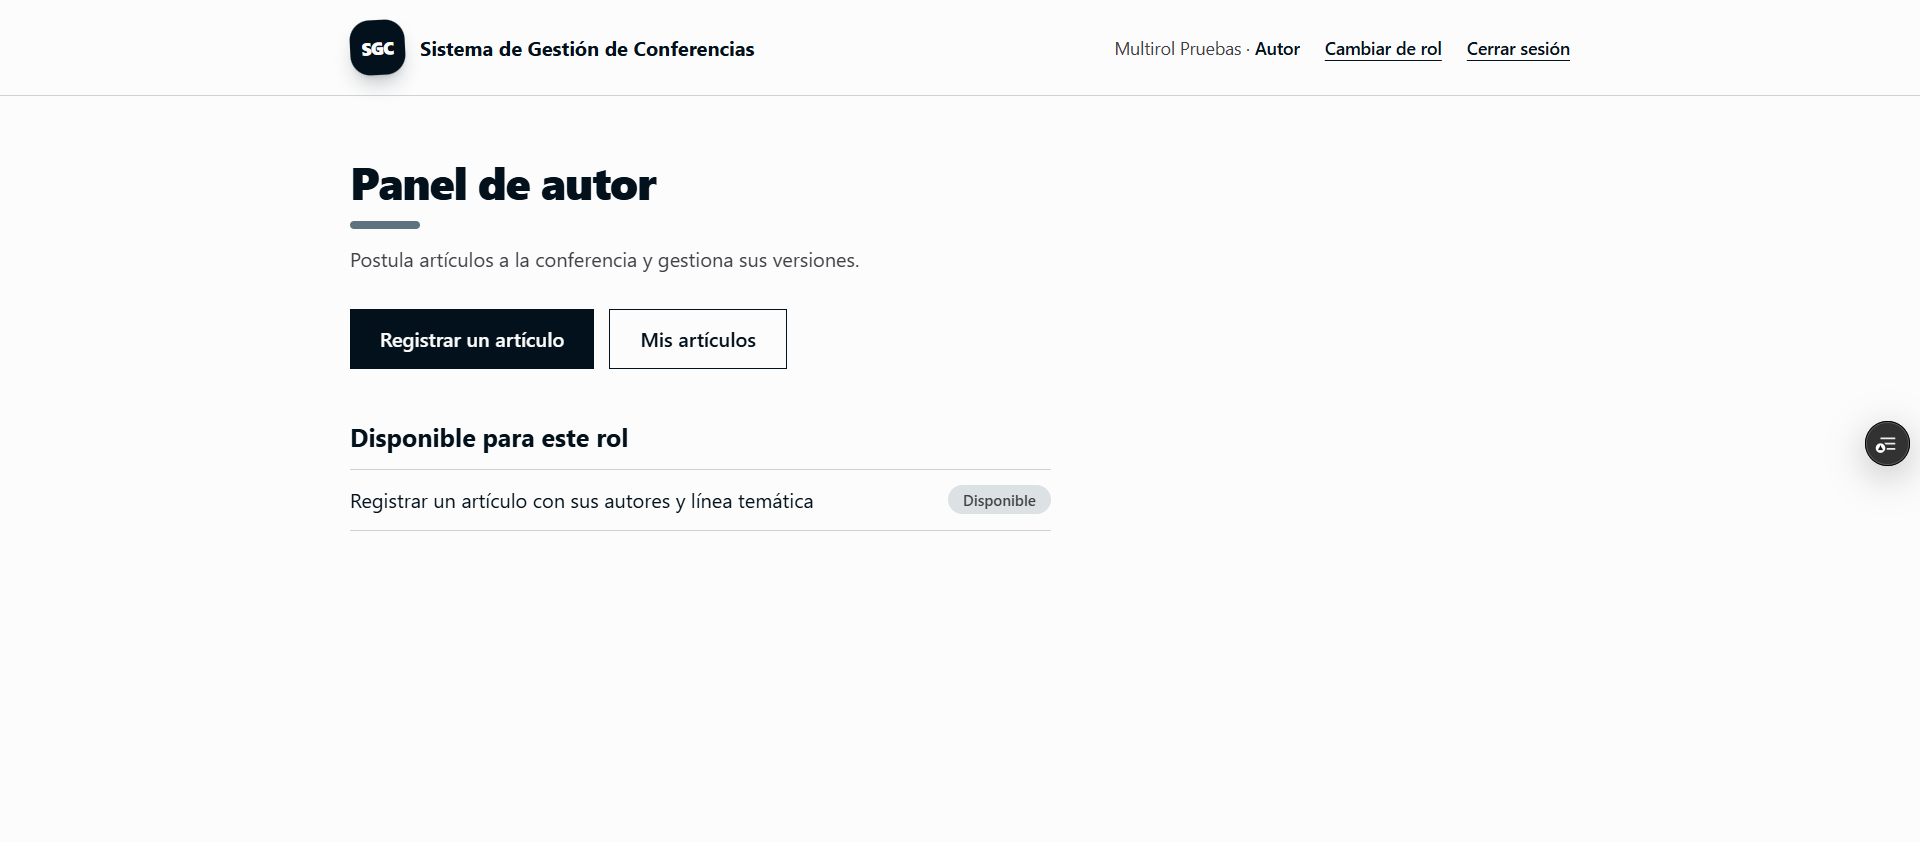 SGC
Sistema de Gestión de Conferencias
Multirol Pruebas · Autor
Cambiar de rol
Cerrar sesión
Panel de autor
Postula artículos a la conferencia y gestiona sus versiones.
Registrar un artículo
Mis artículos
Disponible para este rol
Registrar un artículo con sus autores y línea temática
Disponible